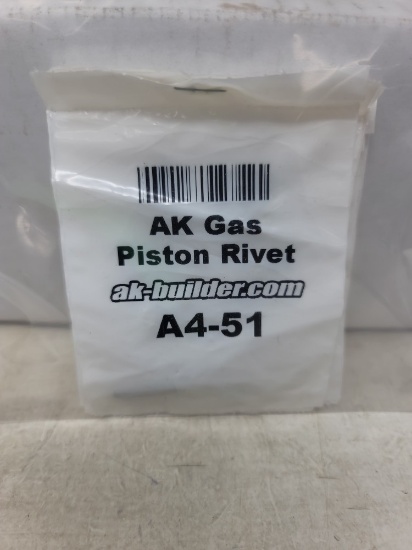 AK Gas
Piston Rivet
ak-builder.com
A4-51